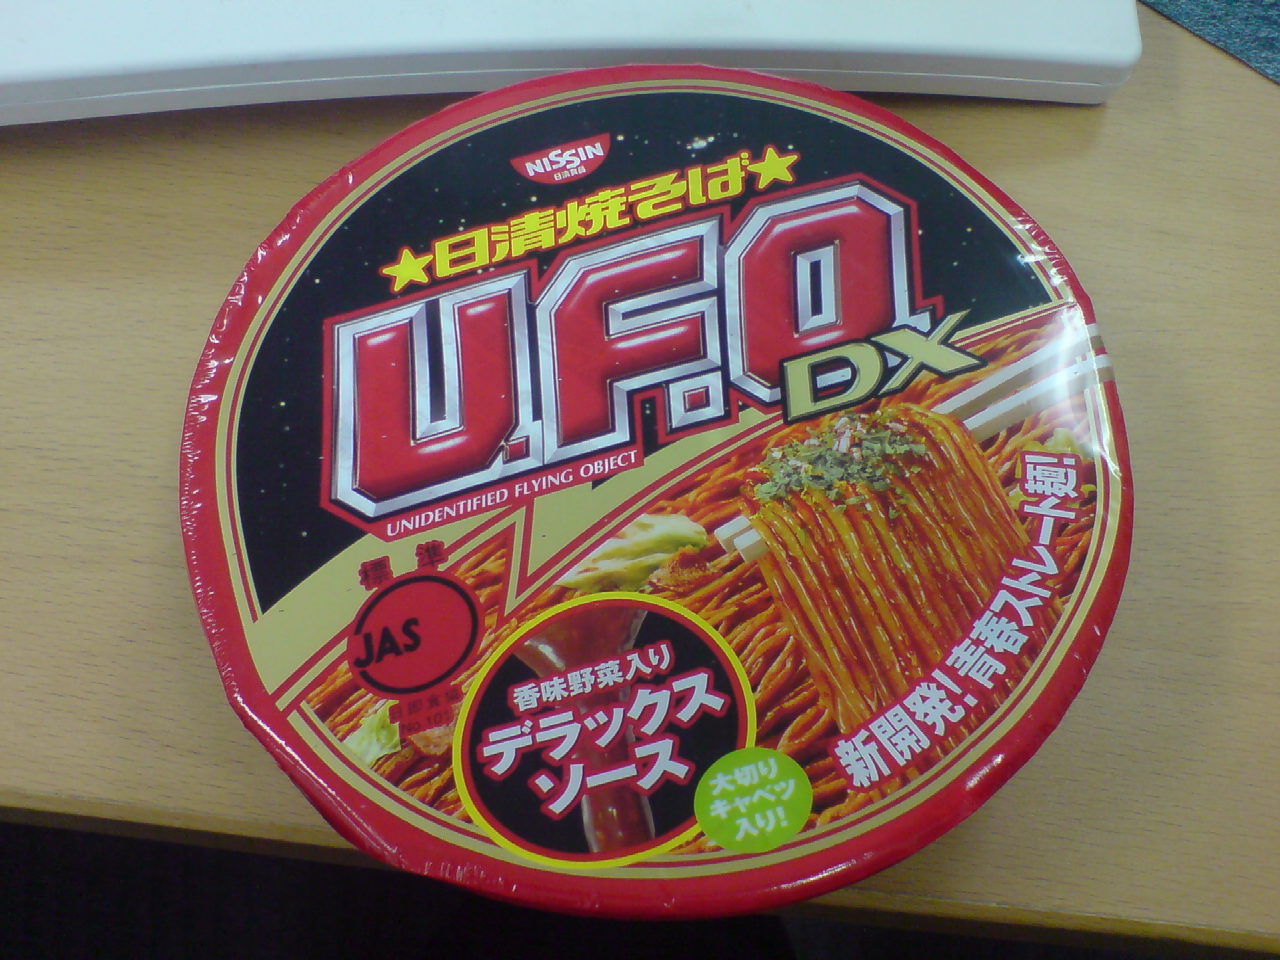 NISSIN
日清食品
★日清焼そば★
U.F.O.
DX
UNIDENTIFIED FLYING OBJECT
標準
JAS
香味野菜入り
デラックス
ソース
大切り
キャベツ
入り!
新開発!青春ストレート麺!